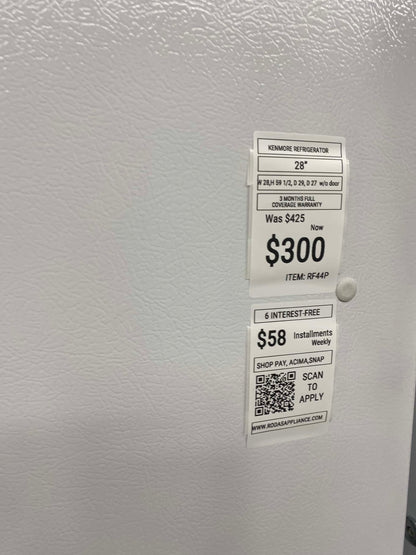 KENMORE REFRIGERATOR
28"
W 28,H 59 1/2, D 29, D 27 w/o door
3 MONTHS FULL
COVERAGE WARRANTY
Was $425
Now
$300
ITEM: RF44P
6 INTEREST-FREE
$58 Installments
Weekly
SHOP PAY, ACIMA,SNAP
SCAN
TO
APPLY
WWW.RODASAPPLIANCE.COM